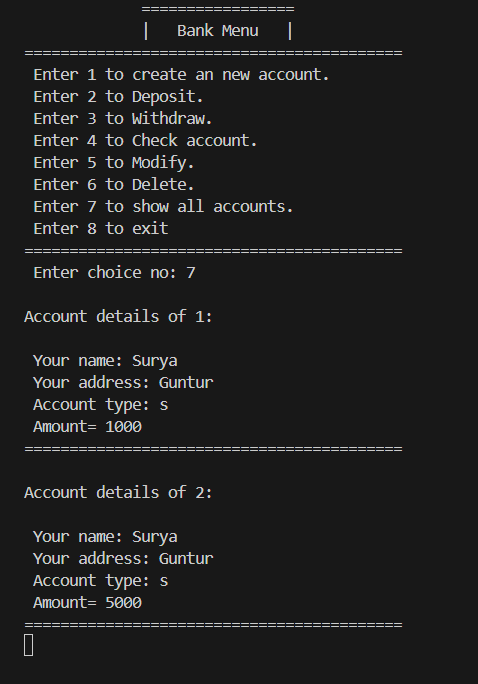 =================
|   Bank Menu   |
==========================================
Enter 1 to create an new account.
Enter 2 to Deposit.
Enter 3 to Withdraw.
Enter 4 to Check account.
Enter 5 to Modify.
Enter 6 to Delete.
Enter 7 to show all accounts.
Enter 8 to exit
==========================================
Enter choice no: 7
Account details of 1:
Your name: Surya
Your address: Guntur
Account type: s
Amount= 1000
==========================================
Account details of 2:
Your name: Surya
Your address: Guntur
Account type: s
Amount= 5000
==========================================